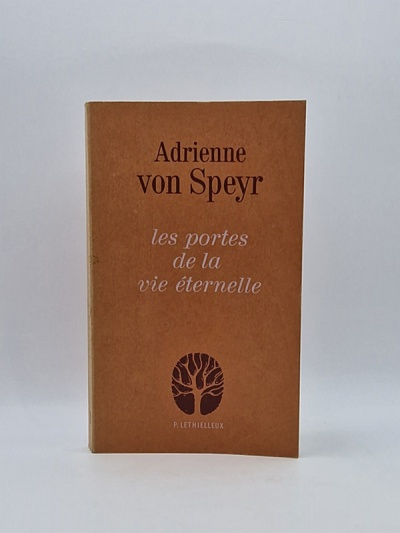 Adrienne
von Speyr
les portes
de la
vie éternelle
P. LETHIELLEUX